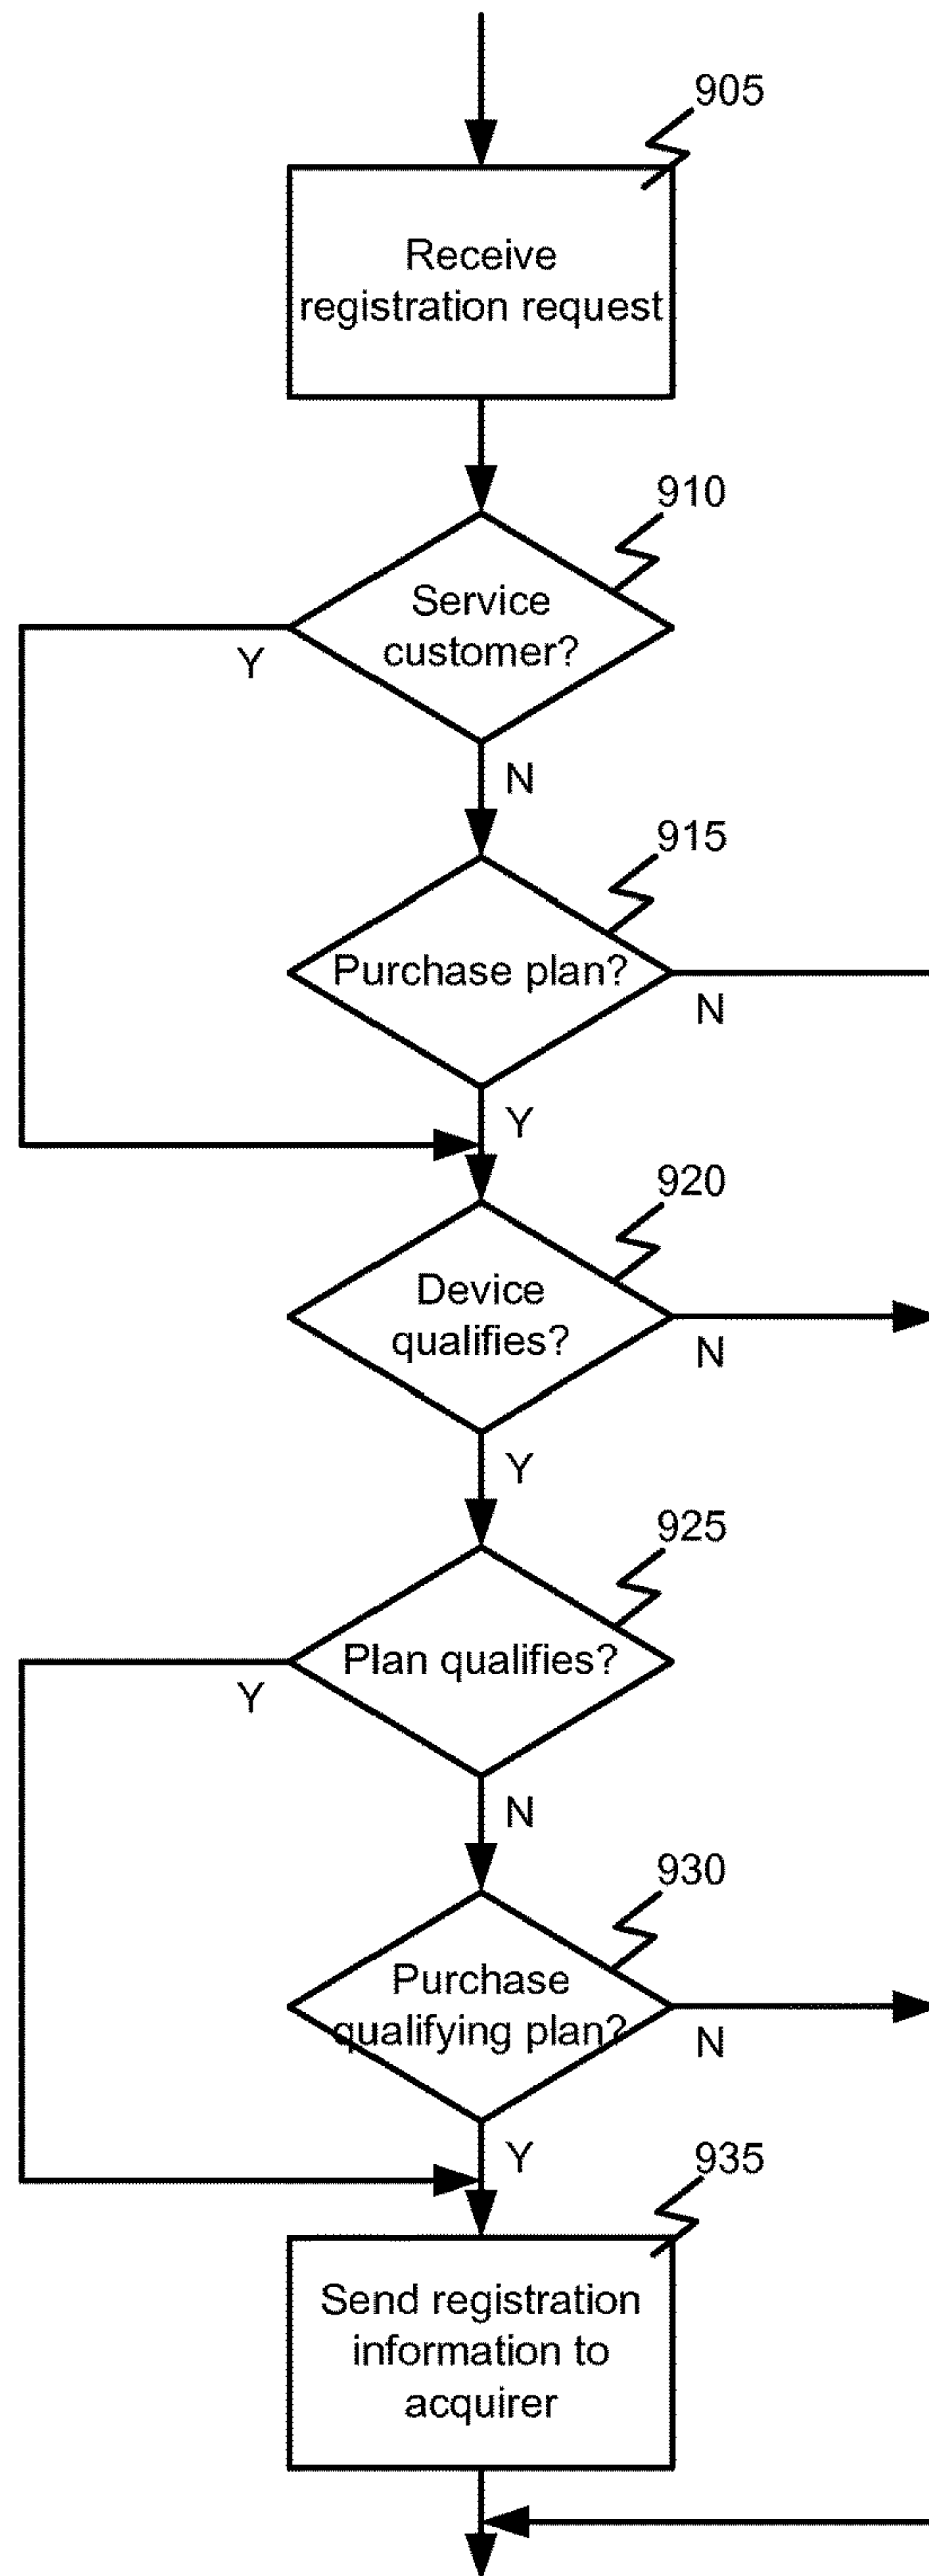 905
Receive
registration request
910
Service
customer?
Y
N
915
Purchase plan?
N
Y
920
Device
qualifies?
N
Y
925
Plan qualifies?
Y
N
930
Purchase
qualifying plan?
N
Y
935
Send registration
information to
acquirer